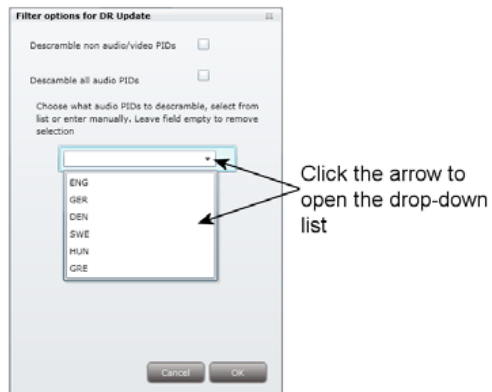 Filter options for DR Update
Descramble non audio/video PIDs
Descamble all audio PIDs
Choose what audio PIDs to descramble, select from
list or enter manually. Leave field empty to remove
selection
ENG
GER
DEN
SWE
HUN
GRE
Click the arrow to
open the drop-down
list
Cancel
OK